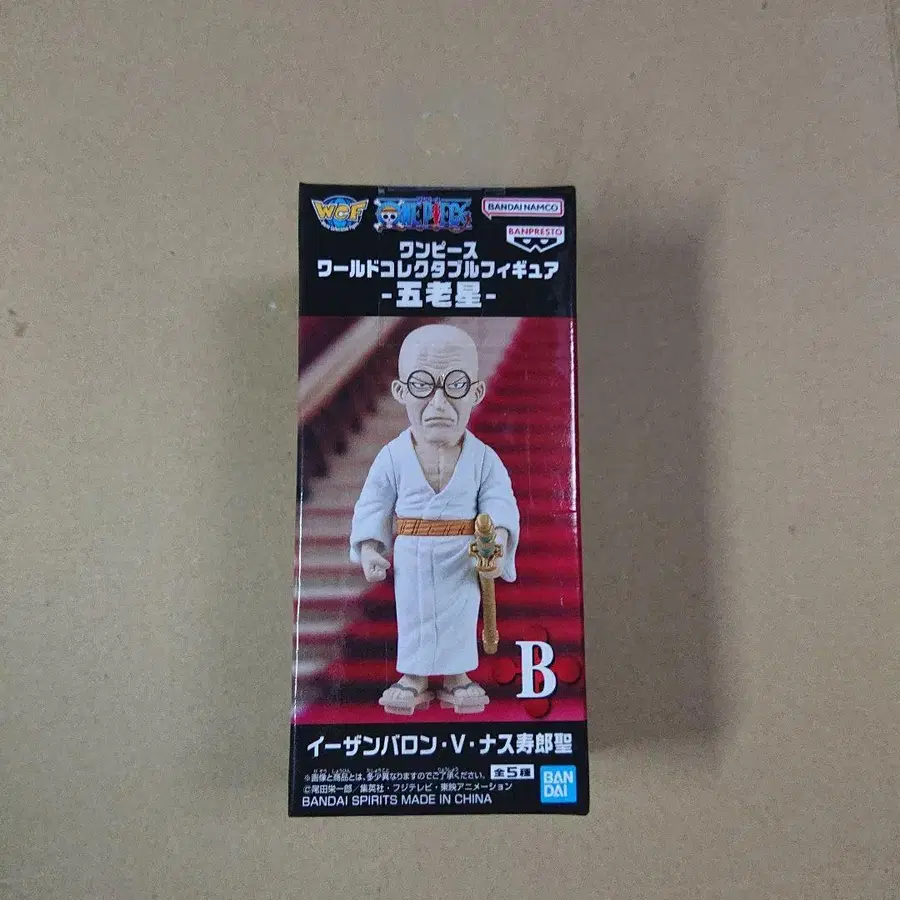 WCF
ONE PIECE
BANDAI NAMCO
BANPRESTO
ワンピース
ワールドコレクタブルフィギュア
-五老星-
B
イーザンバロン・V・ナス寿郎聖
※画像と商品とは、多少異なりますのでご了承ください。
全5種
©尾田栄一郎/集英社・フジテレビ・東映アニメーション
BANDAI SPIRITS MADE IN CHINA
BAN
DAI